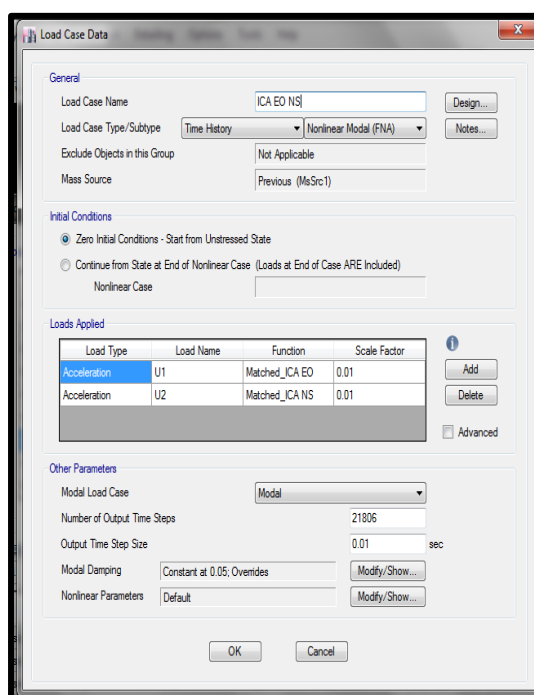 Load Case Data
General
Load Case Name ICA EO NS Design...
Load Case Type/Subtype Time History Nonlinear Modal (FNA) Notes...
Exclude Objects in this Group Not Applicable
Mass Source Previous (MsSrc1)
Initial Conditions
Zero Initial Conditions - Start from Unstressed State
Continue from State at End of Nonlinear Case (Loads at End of Case ARE Included)
Nonlinear Case
Loads Applied
Load Type Load Name Function Scale Factor
Acceleration U1 Matched_ICA EO 0.01 Add
Acceleration U2 Matched_ICA NS 0.01 Delete
Advanced
Other Parameters
Modal Load Case Modal
Number of Output Time Steps 21806
Output Time Step Size 0.01 sec
Modal Damping Constant at 0.05; Overrides Modify/Show...
Nonlinear Parameters Default Modify/Show...
OK Cancel